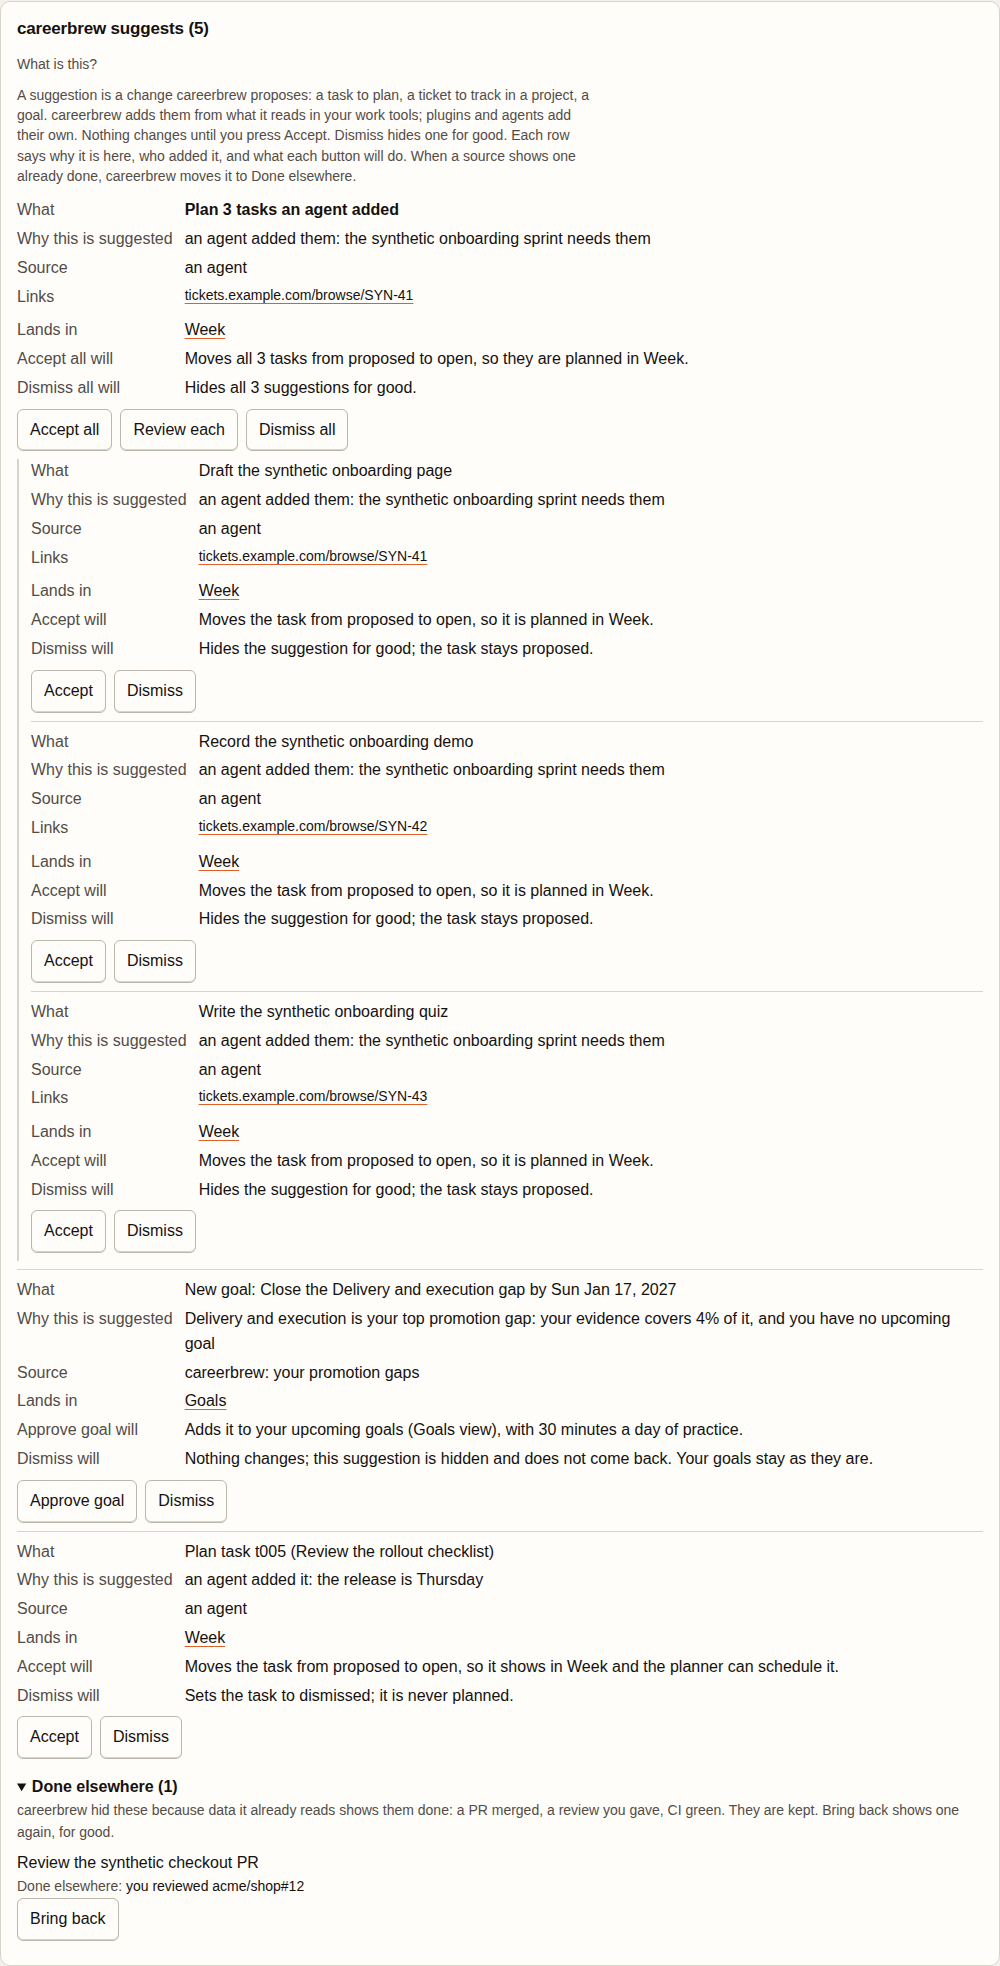 careerbrew suggests (5)
What is this?
A suggestion is a change careerbrew proposes: a task to plan, a ticket to track in a project, a
goal. careerbrew adds them from what it reads in your work tools; plugins and agents add
their own. Nothing changes until you press Accept. Dismiss hides one for good. Each row
says why it is here, who added it, and what each button will do. When a source shows one
already done, careerbrew moves it to Done elsewhere.
What Plan 3 tasks an agent added
Why this is suggested an agent added them: the synthetic onboarding sprint needs them
Source an agent
Links tickets.example.com/browse/SYN-41
Lands in Week
Accept all will Moves all 3 tasks from proposed to open, so they are planned in Week.
Dismiss all will Hides all 3 suggestions for good.
Accept all Review each Dismiss all
What Draft the synthetic onboarding page
Why this is suggested an agent added them: the synthetic onboarding sprint needs them
Source an agent
Links tickets.example.com/browse/SYN-41
Lands in Week
Accept will Moves the task from proposed to open, so it is planned in Week.
Dismiss will Hides the suggestion for good; the task stays proposed.
Accept Dismiss
What Record the synthetic onboarding demo
Why this is suggested an agent added them: the synthetic onboarding sprint needs them
Source an agent
Links tickets.example.com/browse/SYN-42
Lands in Week
Accept will Moves the task from proposed to open, so it is planned in Week.
Dismiss will Hides the suggestion for good; the task stays proposed.
Accept Dismiss
What Write the synthetic onboarding quiz
Why this is suggested an agent added them: the synthetic onboarding sprint needs them
Source an agent
Links tickets.example.com/browse/SYN-43
Lands in Week
Accept will Moves the task from proposed to open, so it is planned in Week.
Dismiss will Hides the suggestion for good; the task stays proposed.
Accept Dismiss
What New goal: Close the Delivery and execution gap by Sun Jan 17, 2027
Why this is suggested Delivery and execution is your top promotion gap: your evidence covers 4% of it, and you have no upcoming
goal
Source careerbrew: your promotion gaps
Lands in Goals
Approve goal will Adds it to your upcoming goals (Goals view), with 30 minutes a day of practice.
Dismiss will Nothing changes; this suggestion is hidden and does not come back. Your goals stay as they are.
Approve goal Dismiss
What Plan task t005 (Review the rollout checklist)
Why this is suggested an agent added it: the release is Thursday
Source an agent
Lands in Week
Accept will Moves the task from proposed to open, so it shows in Week and the planner can schedule it.
Dismiss will Sets the task to dismissed; it is never planned.
Accept Dismiss
Done elsewhere (1)
careerbrew hid these because data it already reads shows them done: a PR merged, a review you gave, CI green. They are kept. Bring back shows one
again, for good.
Review the synthetic checkout PR
Done elsewhere: you reviewed acme/shop#12
Bring back